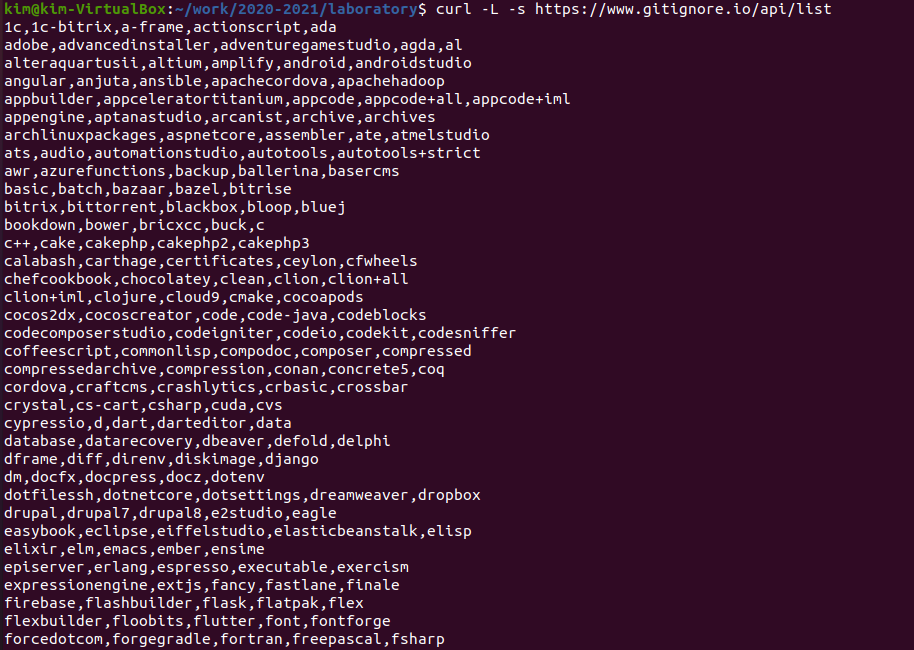 kim@kim-VirtualBox:~/work/2020-2021/laboratory$ curl -L -s https://www.gitignore.io/api/list
1c,1c-bitrix,a-frame,actionscript,ada
adobe,advancedinstaller,adventuregamestudio,agda,al
alteraquartusii,altium,amplify,android,androidstudio
angular,anjuta,ansible,apachecordova,apachehadoop
appbuilder,appceleratortitanium,appcode,appcode+all,appcode+iml
appengine,aptanastudio,arcanist,archive,archives
archlinuxpackages,aspnetcore,assembler,ate,atmelstudio
ats,audio,automationstudio,autotools,autotools+strict
awr,azurefunctions,backup,ballerina,basercms
basic,batch,bazaar,bazel,bitrise
bitrix,bittorrent,blackbox,bloop,bluej
bookdown,bower,bricxcc,buck,c
c++,cake,cakephp,cakephp2,cakephp3
calabash,carthage,certificates,ceylon,cfwheels
chefcookbook,chocolatey,clean,clion,clion+all
clion+iml,clojure,cloud9,cmake,cocoapods
cocos2dx,cocoscreator,code,code-java,codeblocks
codecomposerstudio,codeigniter,codeio,codekit,codesniffer
coffeescript,commonlisp,compodoc,composer,compressed
compressedarchive,compression,conan,concrete5,coq
cordova,craftcms,crashlytics,crbasic,crossbar
crystal,cs-cart,csharp,cuda,cvs
cypressio,d,dart,darteditor,data
database,datarecovery,dbeaver,defold,delphi
dframe,diff,direnv,diskimage,django
dm,docfx,docpress,docz,dotenv
dotfilessh,dotnetcore,dotsettings,dreamweaver,dropbox
drupal,drupal7,drupal8,e2studio,eagle
easybook,eclipse,eiffelstudio,elasticbeanstalk,elisp
elixir,elm,emacs,ember,ensime
episerver,erlang,espresso,executable,exercism
expressionengine,extjs,fancy,fastlane,finale
firebase,flashbuilder,flask,flatpak,flex
flexbuilder,floobits,flutter,font,fontforge
forcedotcom,forgegradle,fortran,freepascal,fsharp